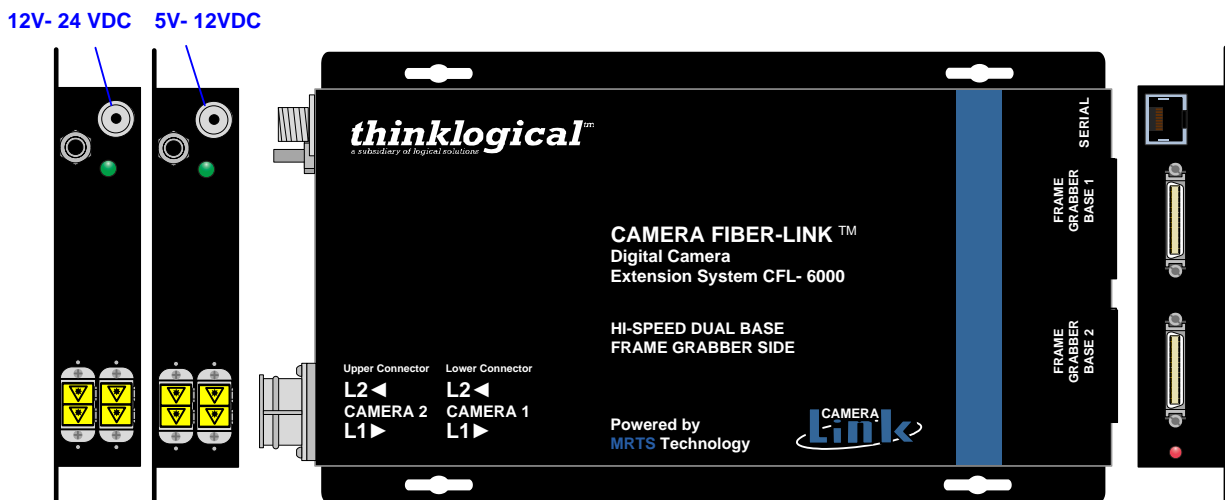 12V- 24 VDC
5V- 12VDC
thinklogical™
a subsidiary of logical solutions
SERIAL
FRAME
GRABBER
BASE 1
CAMERA FIBER-LINK TM
Digital Camera
Extension System CFL- 6000
HI-SPEED DUAL BASE
FRAME GRABBER SIDE
FRAME
GRABBER
BASE 2
Upper Connector
L2◄
CAMERA 2
L1►
Lower Connector
L2◄
CAMERA 1
L1►
Powered by
MRTS Technology
CAMERA
Link